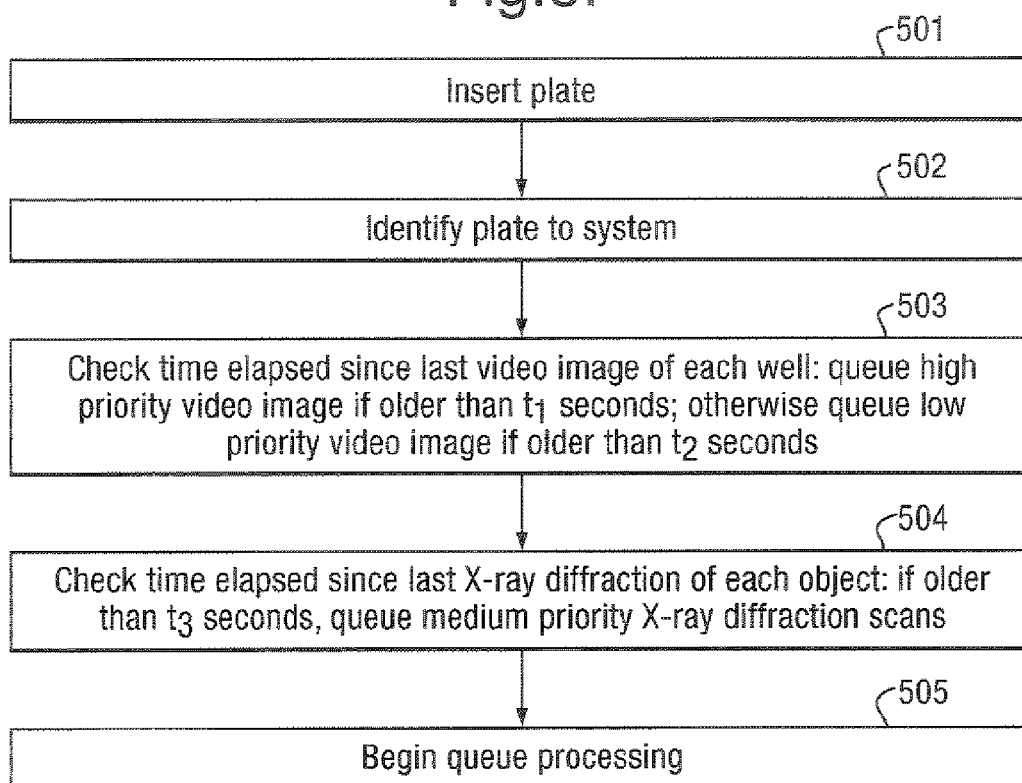 501
Insert plate
502
Identify plate to system
503
Check time elapsed since last video image of each well: queue high
priority video image if older than t1 seconds; otherwise queue low
priority video image if older than t2 seconds
504
Check time elapsed since last X-ray diffraction of each object: if older
than t3 seconds, queue medium priority X-ray diffraction scans
505
Begin queue processing